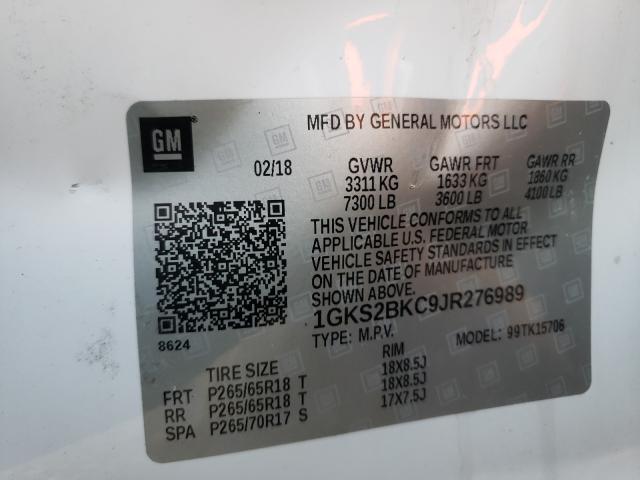 GM
MFD BY GENERAL MOTORS LLC
02/18 GVWR GAWR FRT GAWR RR
3311 KG 1633 KG 1860 KG
7300 LB 3600 LB 4100 LB
THIS VEHICLE CONFORMS TO ALL
APPLICABLE U.S. FEDERAL MOTOR
VEHICLE SAFETY STANDARDS IN EFFECT
ON THE DATE OF MANUFACTURE
SHOWN ABOVE.
1GKS2BKC9JR276989
8624
TYPE: M.P.V. MODEL: 99TK15706
TIRE SIZE RIM
FRT P265/65R18 T 18X8.5J
RR P265/65R18 T 18X8.5J
SPA P265/70R17 S 17X7.5J